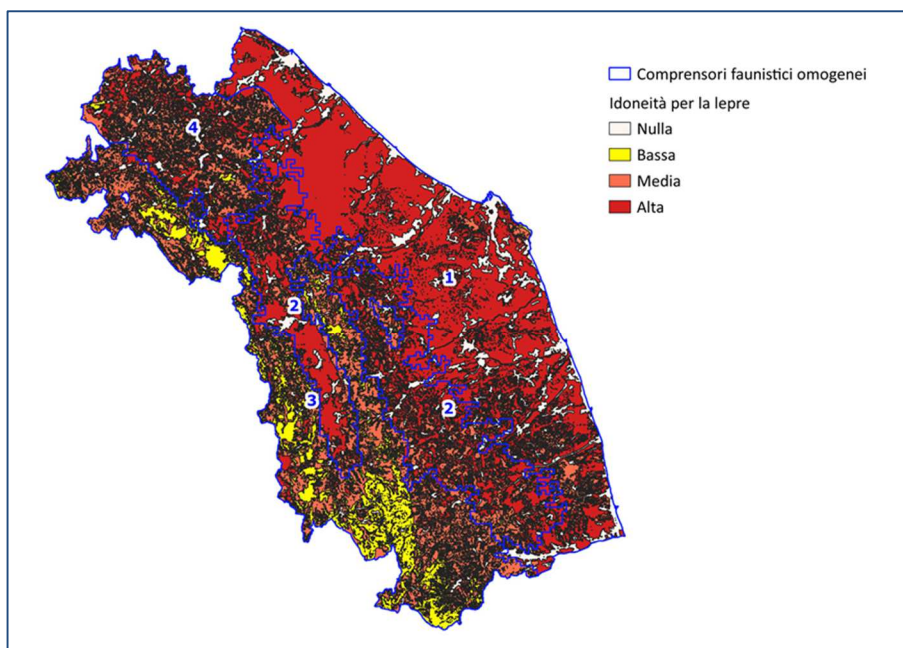 Comprensori faunistici omogenei
Idoneità per la lepre
Nulla
Bassa
Media
Alta
4
1
2
3
2